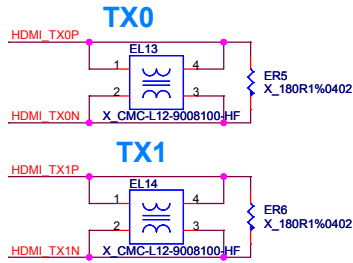 TX0
HDMI_TX0P
EL13
1 4
2 3
ER5
X_180R1%0402
HDMI_TX0N
X_CMC-L12-9008100-HF
TX1
HDMI_TX1P
EL14
1 4
2 3
ER6
X_180R1%0402
HDMI_TX1N
X_CMC-L12-9008100-HF